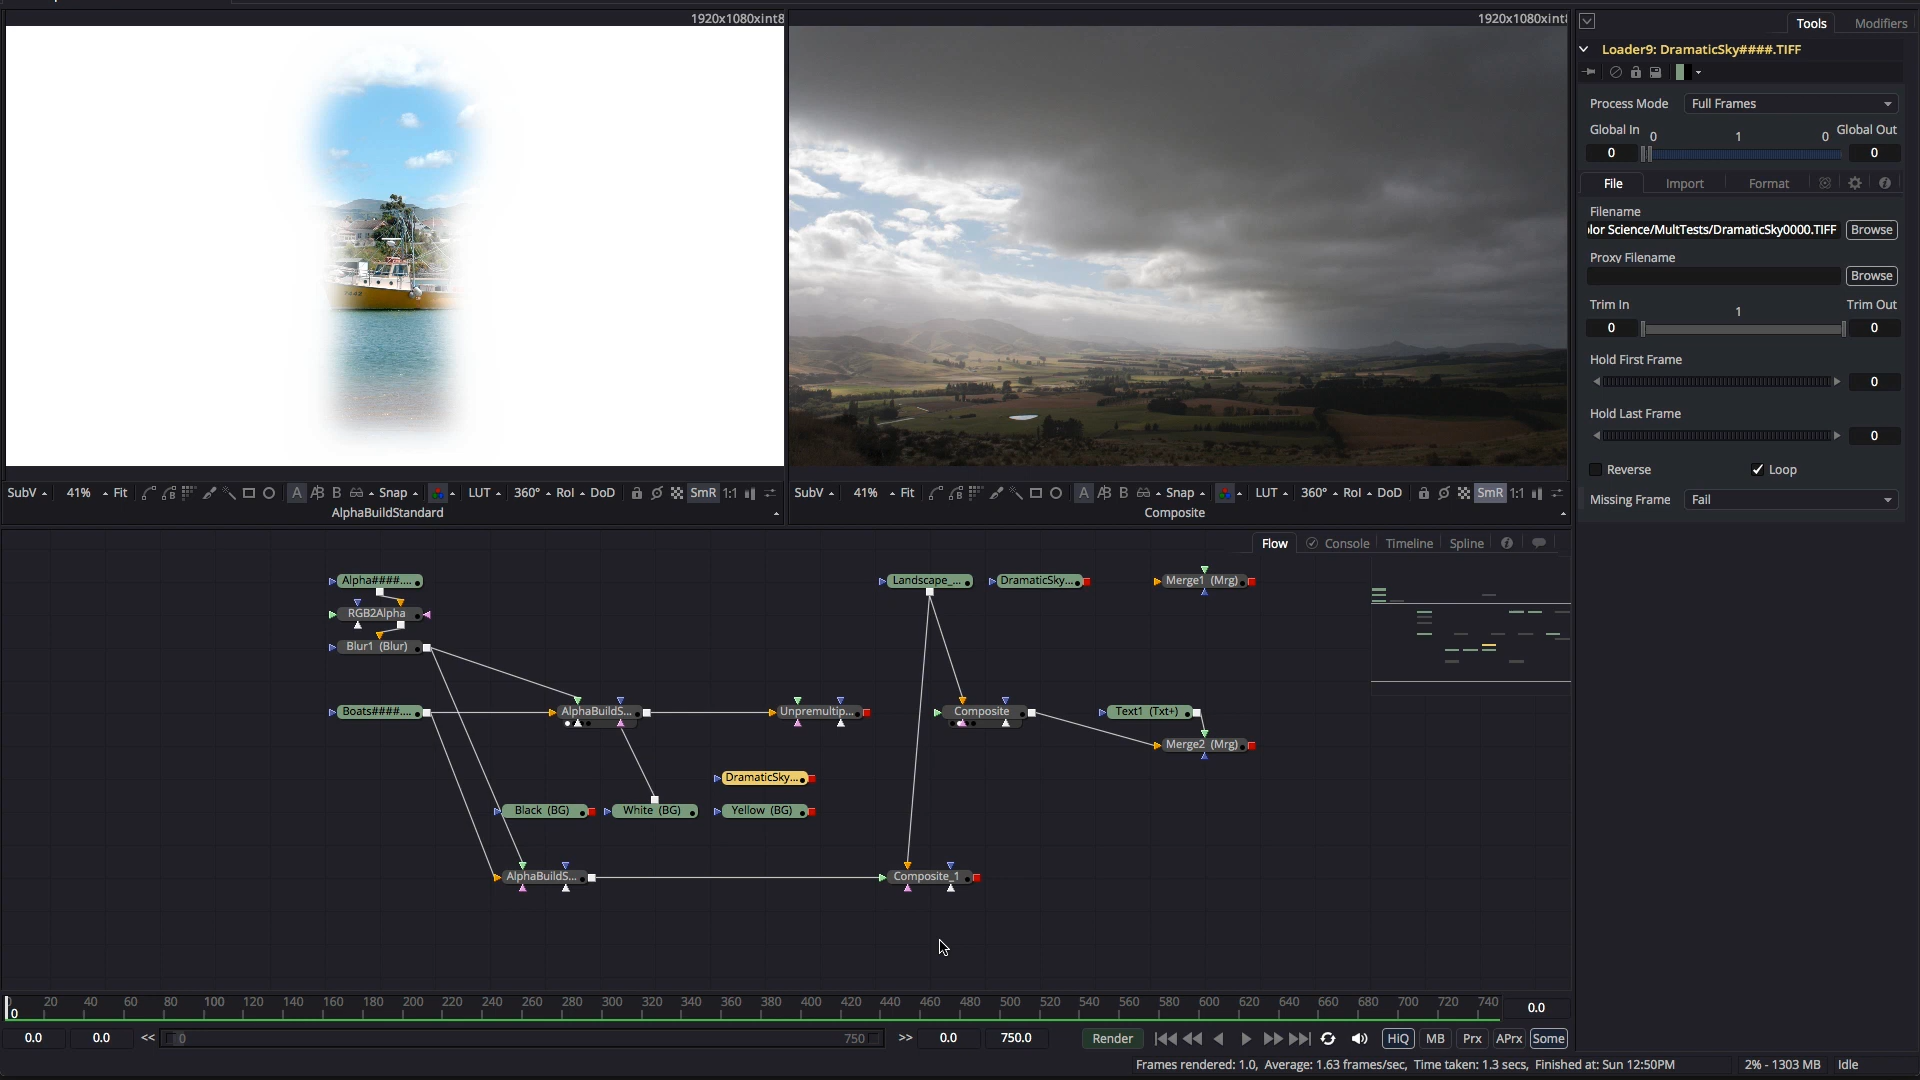 1920x1080xint8
1920x1080xint8
Tools
Modifiers
Loader9: DramaticSky####.TIFF
Process Mode
Full Frames
Global In
0
1
0
Global Out
0
0
File
Import
Format
Filename
lor Science/MultTests/DramaticSky0000.TIFF
Browse
Proxy Filename
Browse
Trim In
1
Trim Out
0
0
Hold First Frame
0
Hold Last Frame
0
Reverse
Loop
Missing Frame
Fail
SubV
41%
Fit
A
B
Snap
LUT
360°
RoI
DoD
SmR
1:1
AlphaBuildStandard
SubV
41%
Fit
A
B
Snap
LUT
360°
RoI
DoD
SmR
1:1
Composite
Flow
Console
Timeline
Spline
Alpha####....
RGB2Alpha
Blur1 (Blur)
Boats####....
AlphaBuildS...
Unpremultip...
Landscape_...
DramaticSky...
Merge1 (Mrg)
Composite
Text1 (Txt+)
Merge2 (Mrg)
DramaticSky...
Black (BG)
White (BG)
Yellow (BG)
AlphaBuildS...
Composite_1
0 20 40 60 80 100 120 140 160 180 200 220 240 260 280 300 320 340 360 380 400 420 440 460 480 500 520 540 560 580 600 620 640 660 680 700 720 740
0.0
0.0
0.0
<<
0
750
>>
0.0
750.0
Render
HiQ
MB
Prx
APrx
Some
Frames rendered: 1.0, Average: 1.63 frames/sec, Time taken: 1.3 secs, Finished at: Sun 12:50PM
2% - 1303 MB
Idle